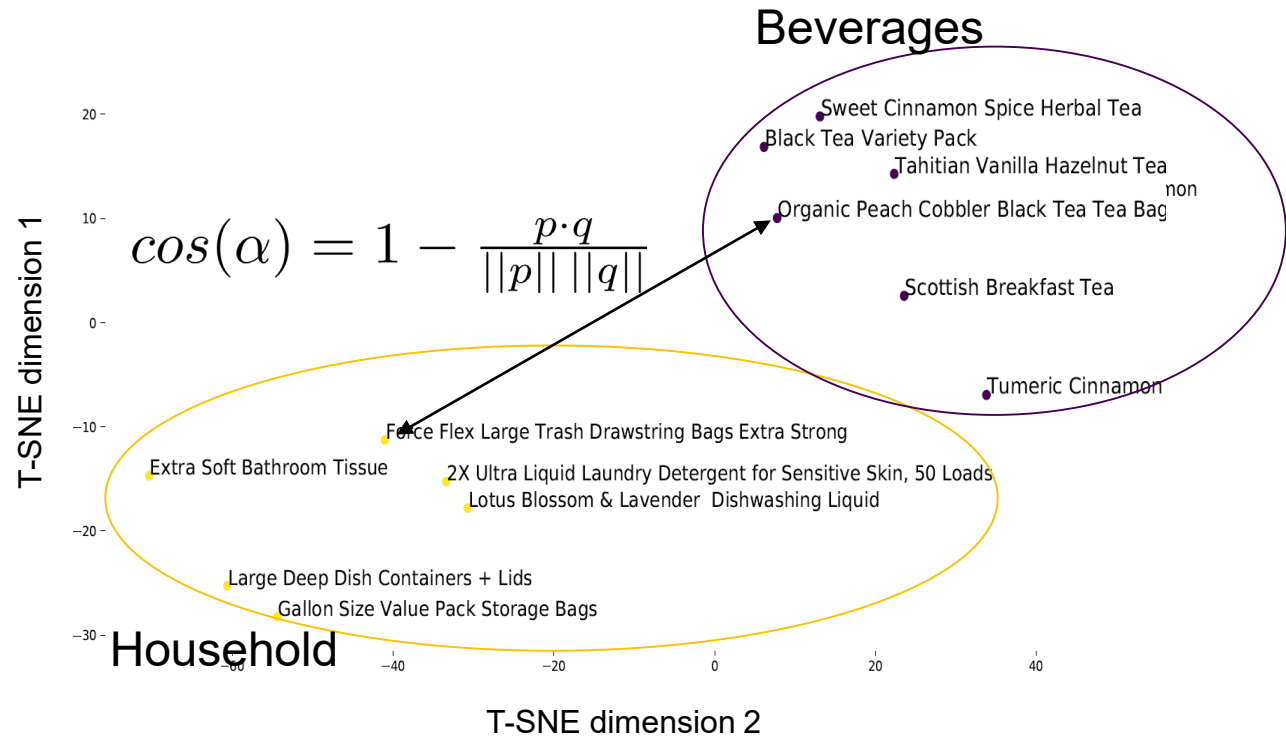 Beverages
20
Sweet Cinnamon Spice Herbal Tea
Black Tea Variety Pack
Tahitian Vanilla Hazelnut Tea
non
10
Organic Peach Cobbler Black Tea Tea Bag
cos(α) = 1 − p·q / ||p|| ||q||
T-SNE dimension 1
Scottish Breakfast Tea
0
Tumeric Cinnamon
−10
Force Flex Large Trash Drawstring Bags Extra Strong
Extra Soft Bathroom Tissue
2X Ultra Liquid Laundry Detergent for Sensitive Skin, 50 Loads
Lotus Blossom & Lavender  Dishwashing Liquid
−20
Large Deep Dish Containers + Lids
Gallon Size Value Pack Storage Bags
−30
Household
−60 −40 −20 0 20 40
T-SNE dimension 2